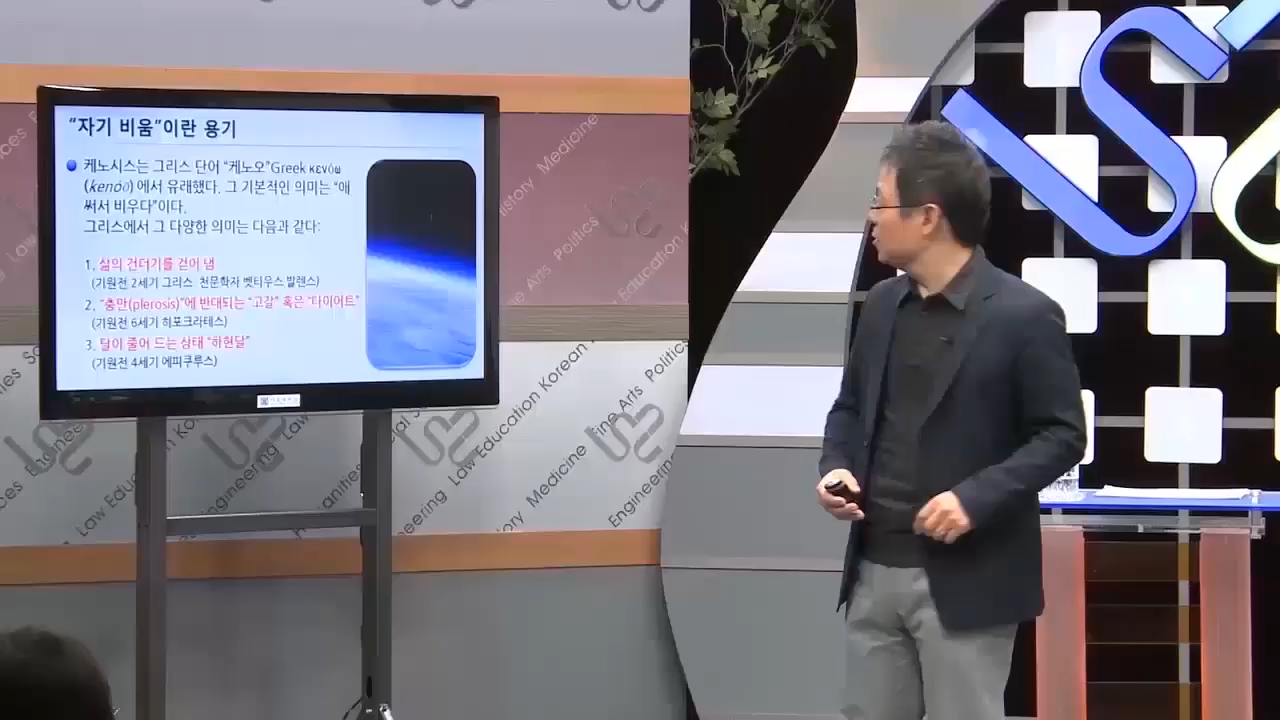 "자기 비움"이란 용기
케노시스는 그리스 단어 "케노오"Greek κενόω
(kenóō) 에서 유래했다. 그 기본적인 의미는 "애
써서 비우다"이다.
그리스에서 그 다양한 의미는 다음과 같다:
1, 삶의 건더기를 걷어 냄
(기원전 2세기 그리스 천문학자 벳티우스 발렌스)
2, "충만(plerosis)"에 반대되는 "고갈" 혹은 "다이어트"
(기원전 6세기 히포크라테스)
3, 달이 줄어 드는 상태 "하현달"
(기원전 4세기 에피쿠루스)
History Medicine
Fine Arts Politics
Law Education
Law Education Korean
Medicine Fine Arts Politics
Engineering Law
Engineering